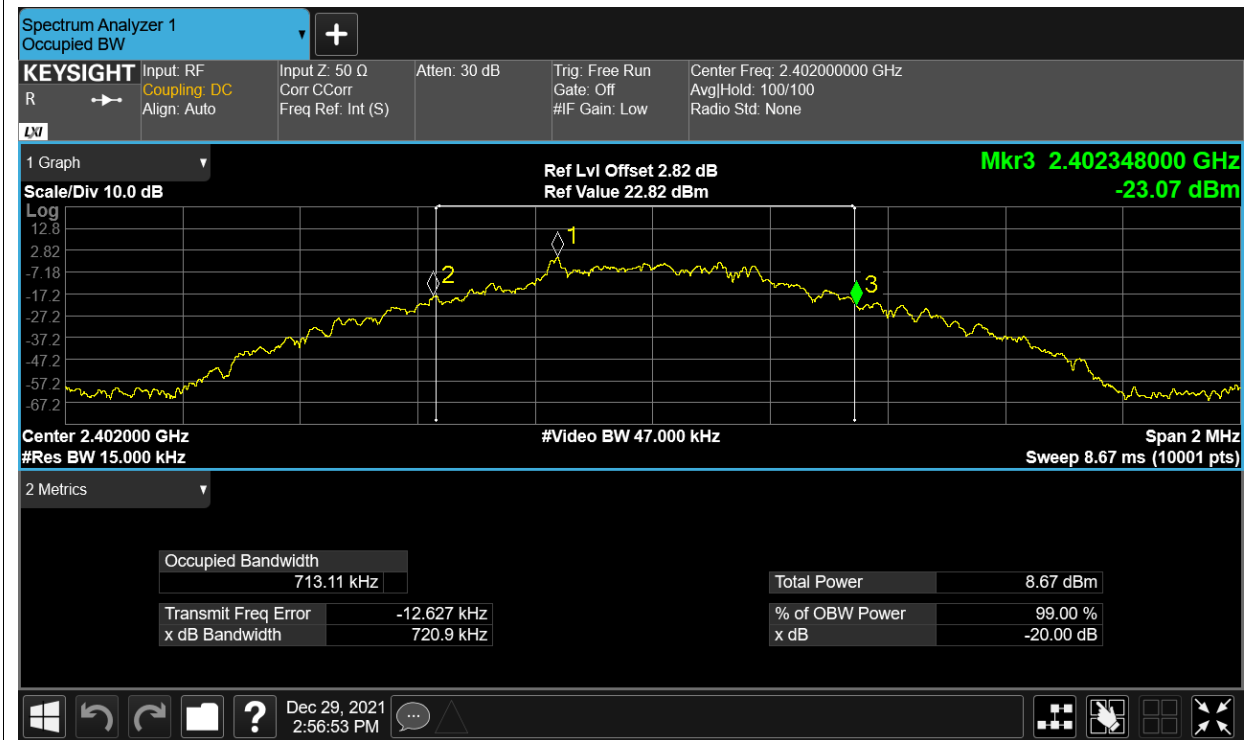 Spectrum Analyzer 1
Occupied BW
KEYSIGHT
R
LXI
Input: RF
Coupling: DC
Align: Auto
Input Z: 50 Ω
Corr CCorr
Freq Ref: Int (S)
Atten: 30 dB
Trig: Free Run
Gate: Off
#IF Gain: Low
Center Freq: 2.402000000 GHz
Avg|Hold: 100/100
Radio Std: None
1 Graph
Scale/Div 10.0 dB
Ref Lvl Offset 2.82 dB
Ref Value 22.82 dBm
Mkr3 2.402348000 GHz
-23.07 dBm
Log
12.8
2.82
-7.18
-17.2
-27.2
-37.2
-47.2
-57.2
-67.2
1
2
3
Center 2.402000 GHz
#Video BW 47.000 kHz
Span 2 MHz
#Res BW 15.000 kHz
Sweep 8.67 ms (10001 pts)
2 Metrics
Occupied Bandwidth
713.11 kHz
Transmit Freq Error -12.627 kHz
x dB Bandwidth 720.9 kHz
Total Power 8.67 dBm
% of OBW Power 99.00 %
x dB -20.00 dB
?
Dec 29, 2021
2:56:53 PM